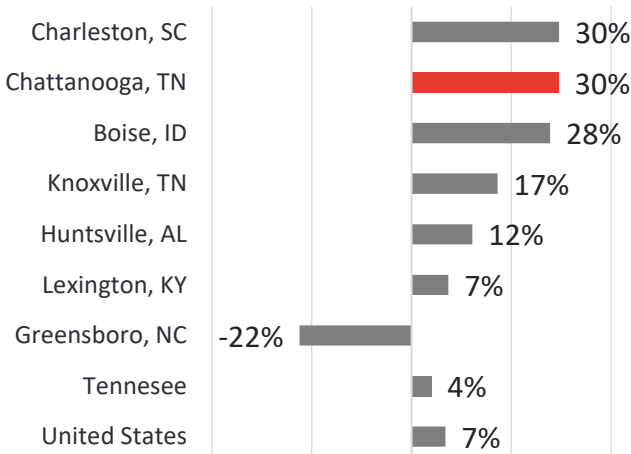 Charleston, SC 30%
Chattanooga, TN 30%
Boise, ID 28%
Knoxville, TN 17%
Huntsville, AL 12%
Lexington, KY 7%
Greensboro, NC -22%
Tennesee 4%
United States 7%